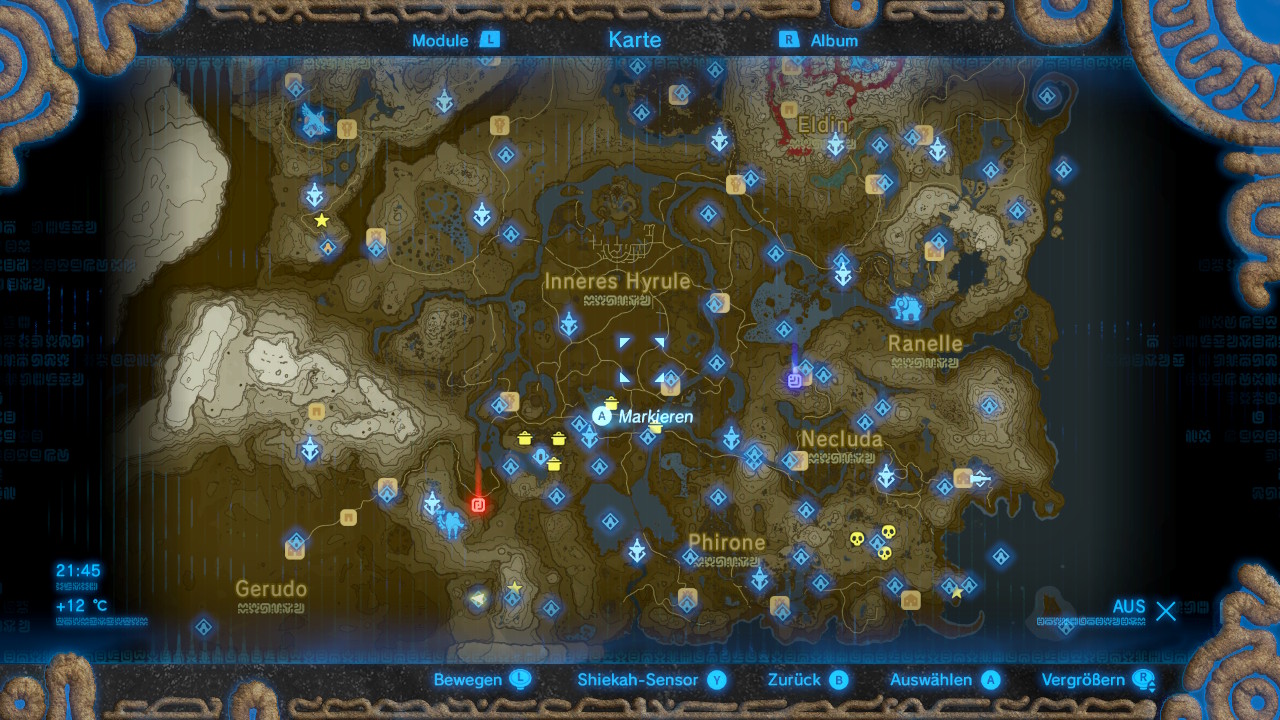 Module L
Karte
R Album
Eldin
Inneres Hyrule
Ranelle
A Markieren
Necluda
Phirone
Gerudo
21:45
+12 °C
AUS
Bewegen L
Shiekah-Sensor Y
Zurück B
Auswählen A
Vergrößern R